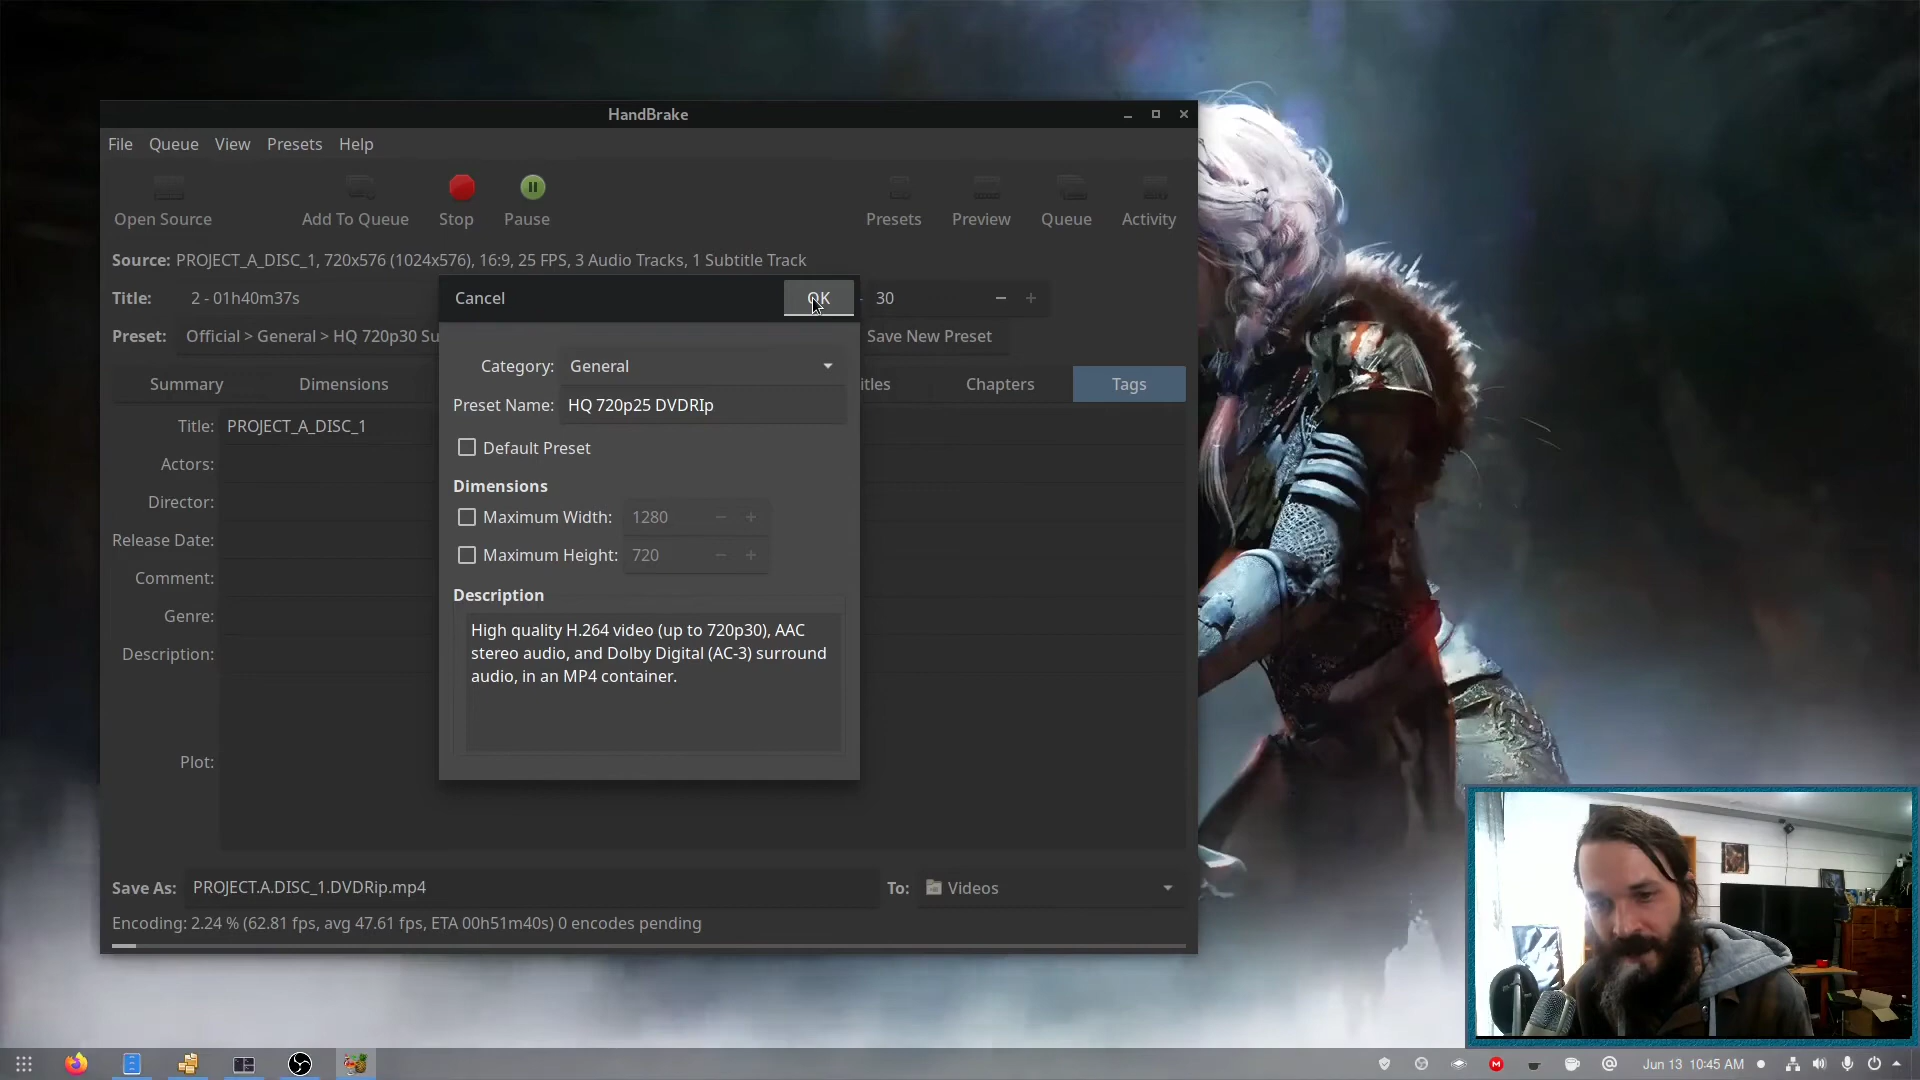 HandBrake
File Queue View Presets Help
Open Source Add To Queue Stop Pause Presets Preview Queue Activity
Source: PROJECT_A_DISC_1, 720x576 (1024x576), 16:9, 25 FPS, 3 Audio Tracks, 1 Subtitle Track
Title: 2 - 01h40m37s - 30
Preset: Official > General > HQ 720p30 Su Save New Preset
Summary Dimensions itles Chapters Tags
Title: PROJECT_A_DISC_1
Actors:
Director:
Release Date:
Comment:
Genre:
Description:
Plot:
Cancel OK
Category: General
Preset Name: HQ 720p25 DVDRIp
Default Preset
Dimensions
Maximum Width: 1280
Maximum Height: 720
Description
High quality H.264 video (up to 720p30), AAC
stereo audio, and Dolby Digital (AC-3) surround
audio, in an MP4 container.
Save As: PROJECT.A.DISC_1.DVDRip.mp4 To: Videos
Encoding: 2.24 % (62.81 fps, avg 47.61 fps, ETA 00h51m40s) 0 encodes pending
Jun 13 10:45 AM